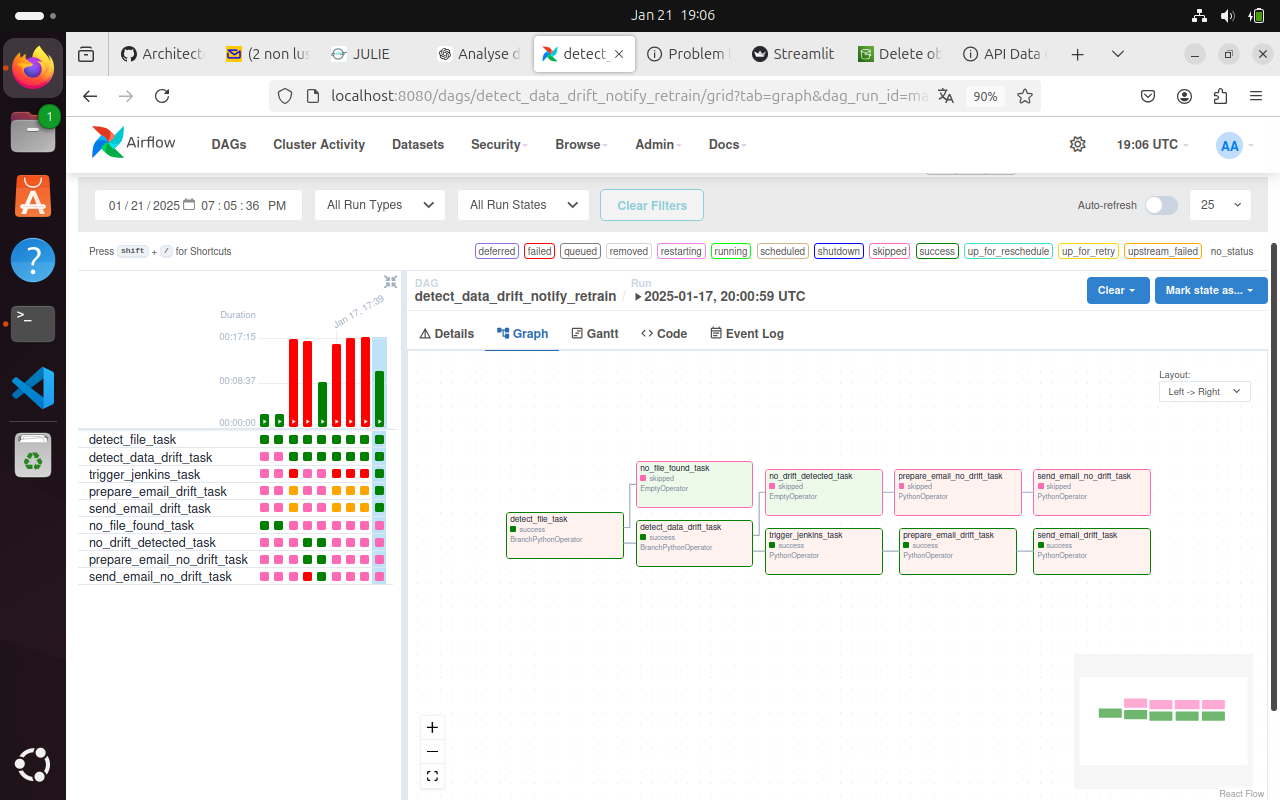 Jan 21 19:06
Architect
(2 non lus
JULIE
Analyse d
detect_
Problem l
Streamlit
Delete ob
API Data
localhost:8080/dags/detect_data_drift_notify_retrain/grid?tab=graph&dag_run_id=ma
90%
1
Airflow
DAGs
Cluster Activity
Datasets
Security
Browse
Admin
Docs
19:06 UTC
AA
01/21/2025 07:05:36 PM
All Run Types
All Run States
Clear Filters
Auto-refresh
25
Press shift + / for Shortcuts
deferred
failed
queued
removed
restarting
running
scheduled
shutdown
skipped
success
up_for_reschedule
up_for_retry
upstream_failed
no_status
Duration
Jan 17, 17:39
00:17:15
00:08:37
00:00:00
detect_file_task
detect_data_drift_task
trigger_jenkins_task
prepare_email_drift_task
send_email_drift_task
no_file_found_task
no_drift_detected_task
prepare_email_no_drift_task
send_email_no_drift_task
DAG
detect_data_drift_notify_retrain
/
Run
2025-01-17, 20:00:59 UTC
Clear
Mark state as...
Details
Graph
Gantt
Code
Event Log
Layout:
Left -> Right
detect_file_task
success
BranchPythonOperator
no_file_found_task
skipped
EmptyOperator
detect_data_drift_task
success
BranchPythonOperator
no_drift_detected_task
skipped
EmptyOperator
trigger_jenkins_task
success
PythonOperator
prepare_email_no_drift_task
skipped
PythonOperator
prepare_email_drift_task
success
PythonOperator
send_email_no_drift_task
skipped
PythonOperator
send_email_drift_task
success
PythonOperator
React Flow